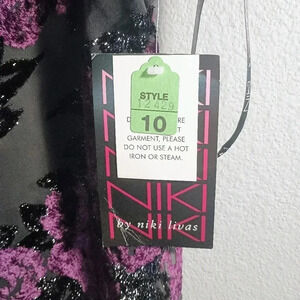 STYLE
12429
10
GARMENT, PLEASE
DO NOT USE A HOT
IRON OR STEAM.
NIKI
by niki livas
NIKI